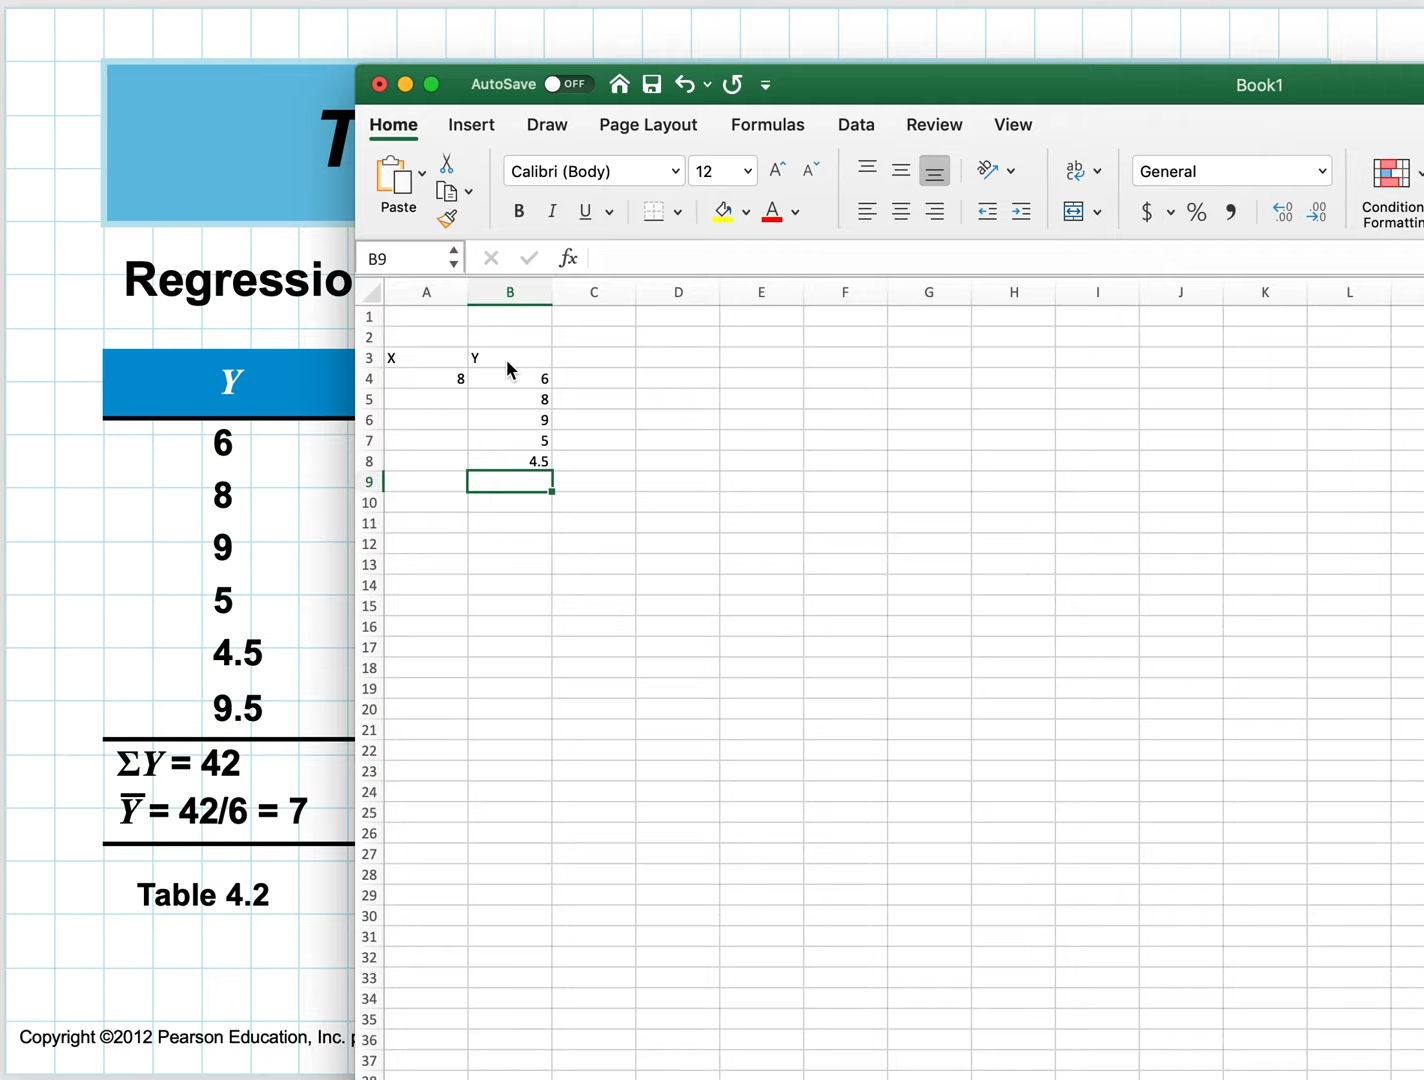 T
Regressio
Y
6
8
9
5
4.5
9.5
ΣY = 42
Y̅ = 42/6 = 7
Table 4.2
Copyright ©2012 Pearson Education, Inc. p
AutoSave OFF
Book1
Home Insert Draw Page Layout Formulas Data Review View
Paste
Calibri (Body) 12
B I U A
ab
General
$ % 9
Condition
Formattin
B9 fx
A B C D E F G H I J K L
1
2
3 X Y
4 8 6
5 8
6 9
7 5
8 4.5
9
10
11
12
13
14
15
16
17
18
19
20
21
22
23
24
25
26
27
28
29
30
31
32
33
34
35
36
37